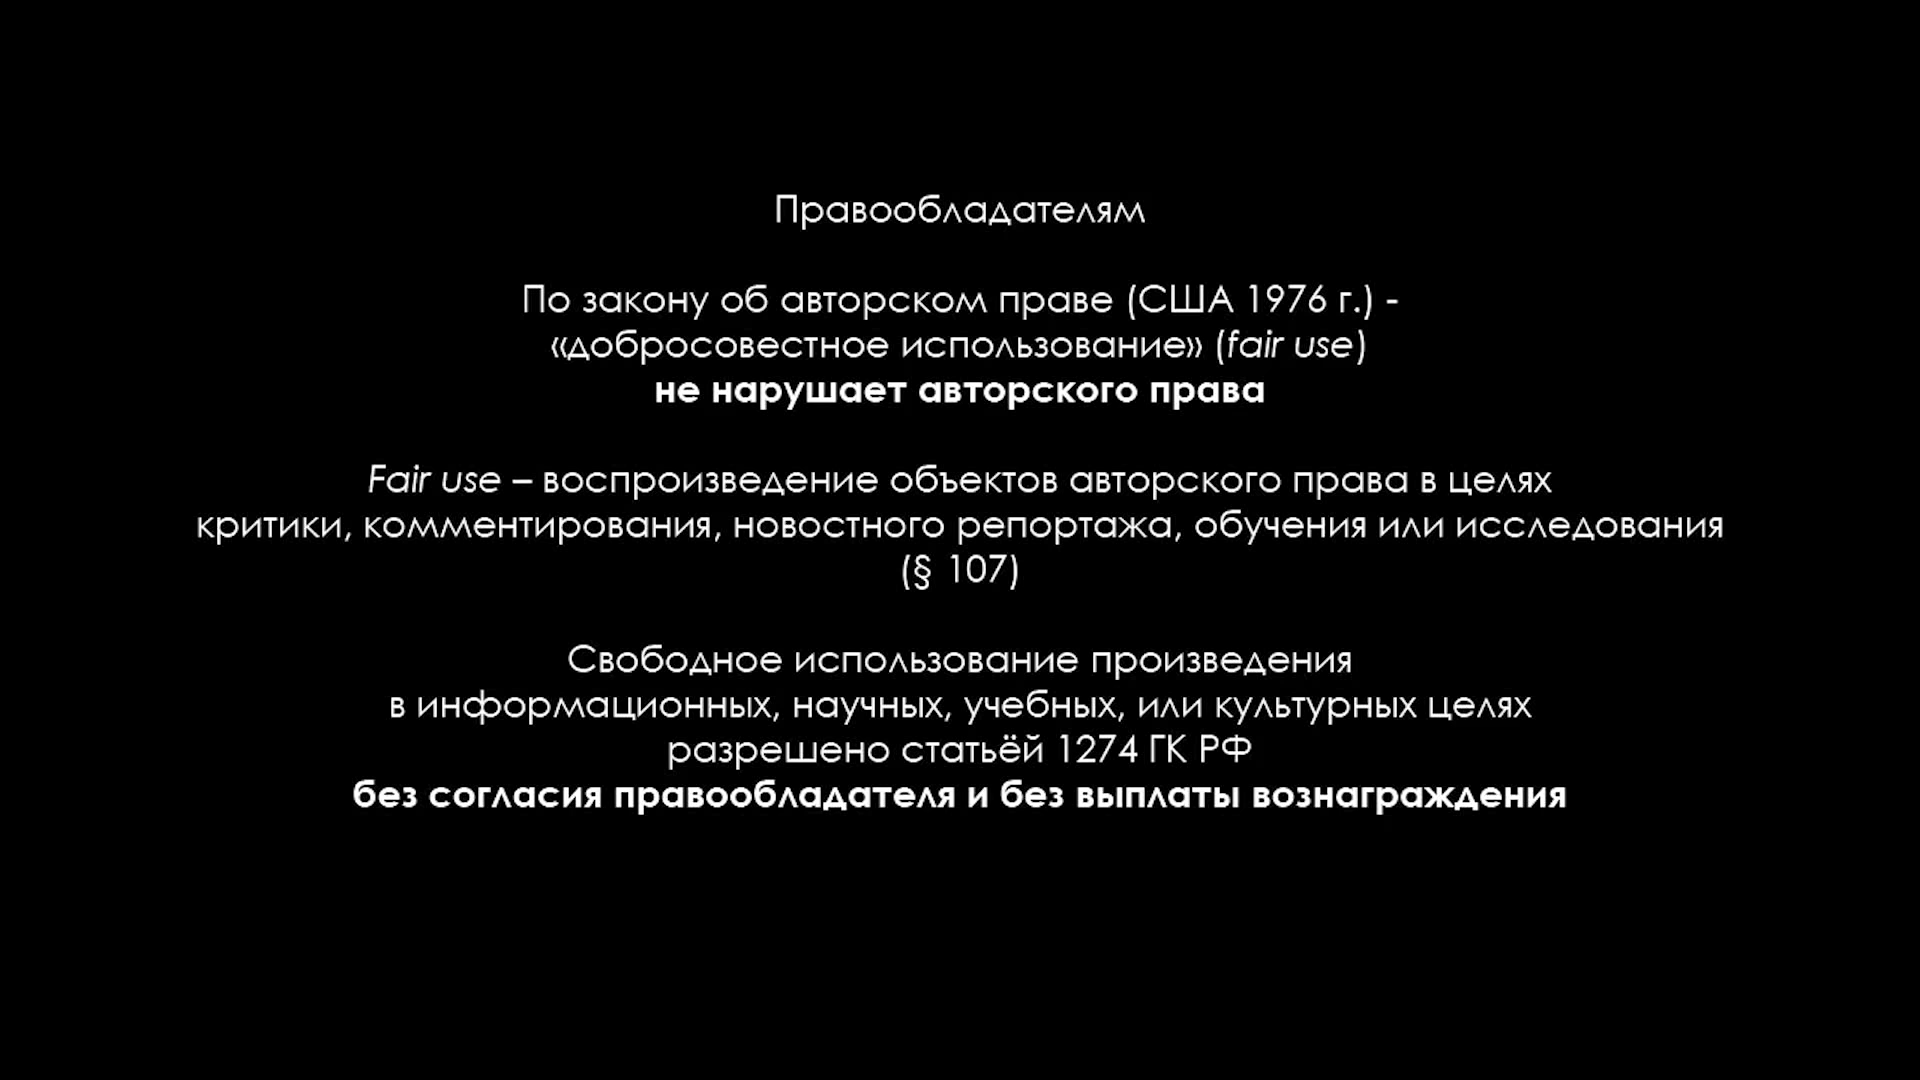 Правообладателям
По закону об авторском праве (США 1976 г.) -
«добросовестное использование» (fair use)
не нарушает авторского права
Fair use – воспроизведение объектов авторского права в целях
критики, комментирования, новостного репортажа, обучения или исследования
(§ 107)
Свободное использование произведения
в информационных, научных, учебных, или культурных целях
разрешено статьёй 1274 ГК РФ
без согласия правообладателя и без выплаты вознаграждения